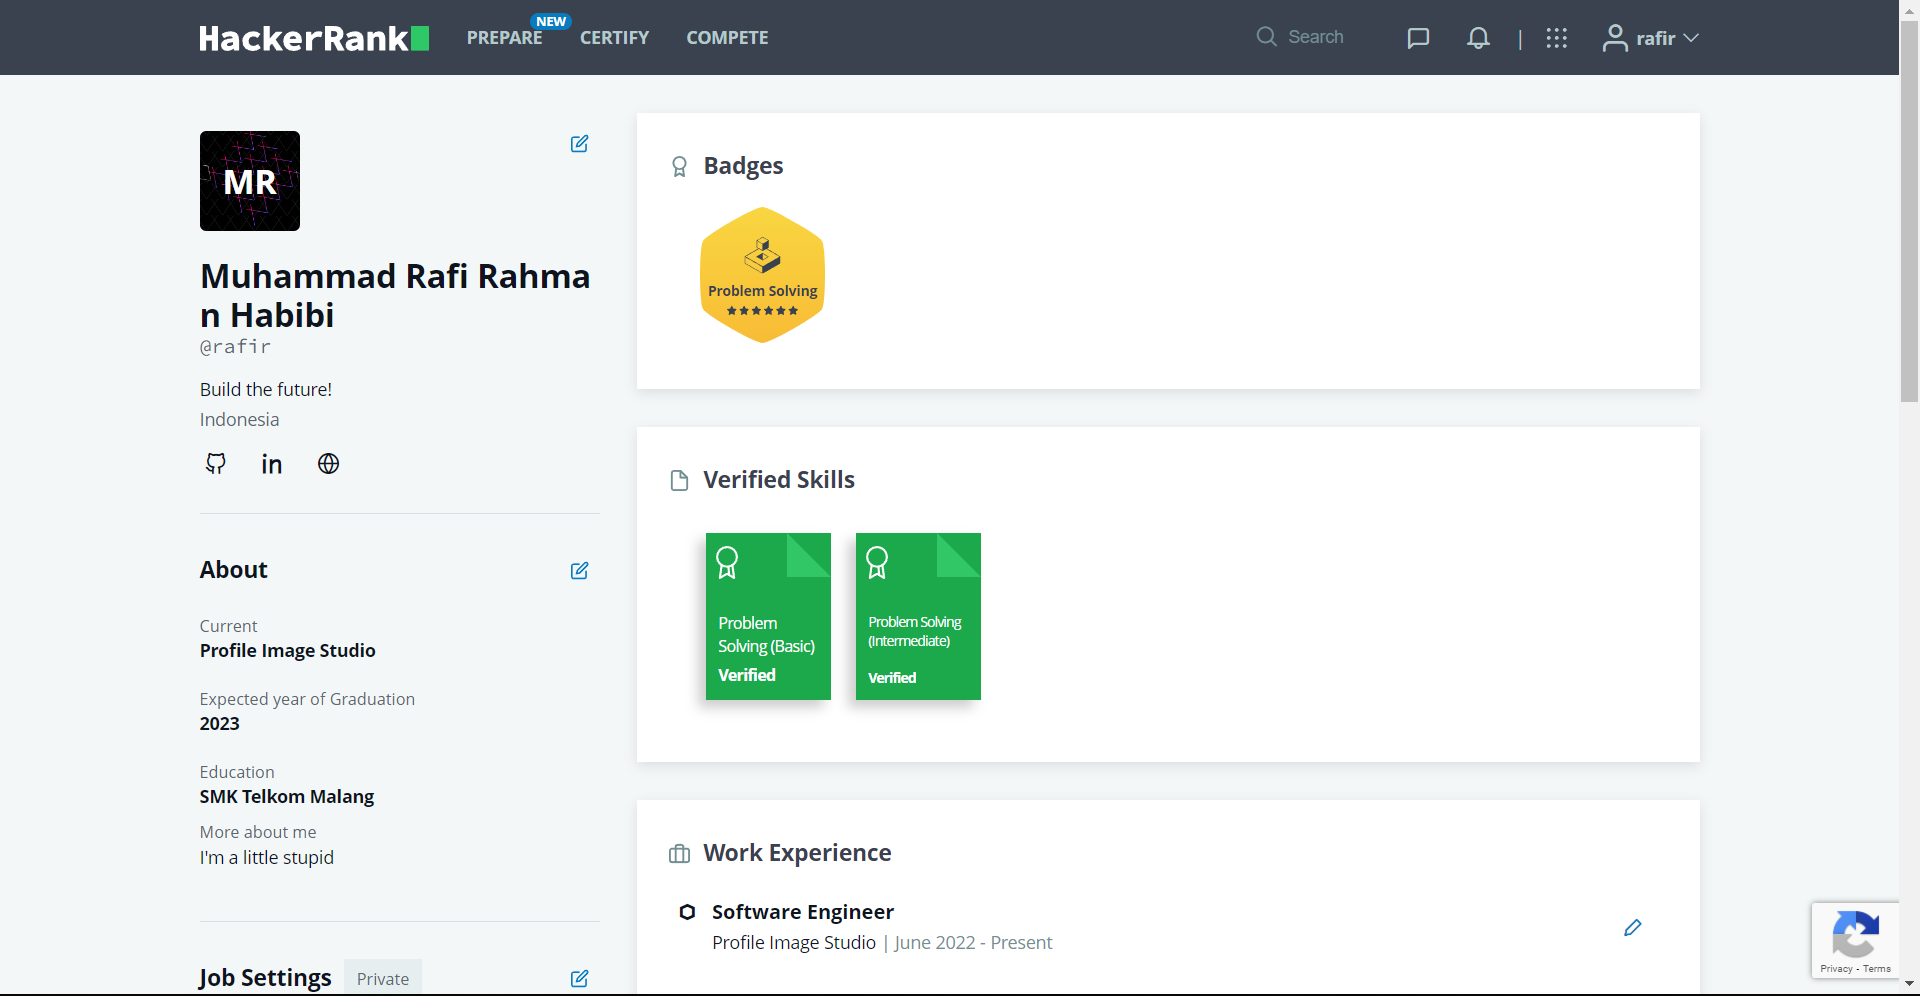 HackerRank
PREPARE
NEW
CERTIFY
COMPETE
Search
|
rafir
MR
Muhammad Rafi Rahma
n Habibi
@rafir
Build the future!
Indonesia
in
About
Current
Profile Image Studio
Expected year of Graduation
2023
Education
SMK Telkom Malang
More about me
I'm a little stupid
Job Settings
Private
Badges
Problem Solving
Verified Skills
Problem
Solving (Basic)
Verified
Problem Solving
(Intermediate)
Verified
Work Experience
Software Engineer
Profile Image Studio | June 2022 - Present
Privacy - Terms